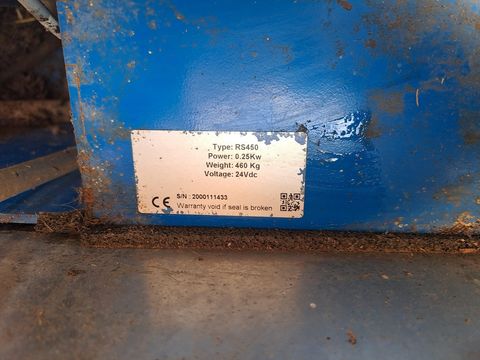 Type: RS450
Power: 0.25Kw
Weight: 460 Kg
Voltage: 24Vdc
CE S/N : 2000111433
Warranty void if seal is broken